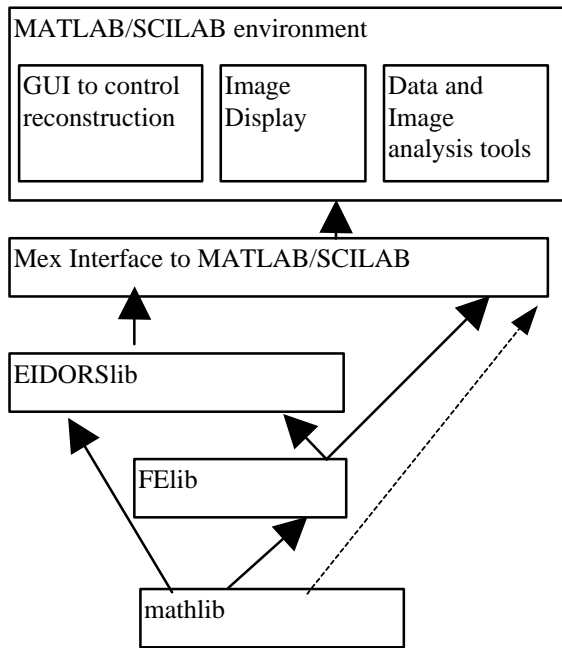 MATLAB/SCILAB environment
GUI to control
reconstruction
Image
Display
Data and
Image
analysis tools
Mex Interface to MATLAB/SCILAB
EIDORSlib
FElib
mathlib